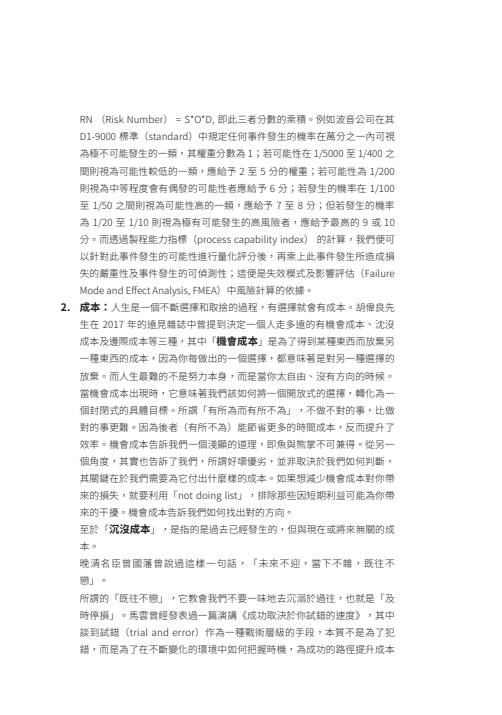 RN （Risk Number） = S*O*D, 即此三者分數的乘積。例如波音公司在其
D1-9000 標準（standard）中規定任何事件發生的機率在萬分之一內可視
為極不可能發生的一類，其權重分數為 1；若可能性在 1/5000 至 1/400 之
間則視為可能性較低的一類，應給予 2 至 5 分的權重；若可能性為 1/200
則視為中等程度會有偶發的可能性者應給予 6 分；若發生的機率在 1/100
至 1/50 之間則視為可能性高的一類，應給予 7 至 8 分；但若發生的機率
為 1/20 至 1/10 則視為極有可能發生的高風險者，應給予最高的 9 或 10
分。而透過製程能力指標（process capability index） 的計算，我們便可
以針對此事件發生的可能性進行量化評分後，再乘上此事件發生所造成損
失的嚴重性及事件發生的可偵測性；這便是失效模式及影響評估（Failure
Mode and Effect Analysis, FMEA）中風險計算的依據。
2. 成本：人生是一個不斷選擇和取捨的過程，有選擇就會有成本。胡偉良先
生在 2017 年的遠見雜誌中曾提到決定一個人走多遠的有機會成本、沈沒
成本及邊際成本等三種，其中「機會成本」是為了得到某種東西而放棄另
一種東西的成本，因為你每做出的一個選擇，都意味著是對另一種選擇的
放棄。而人生最難的不是努力本身，而是當你太自由、沒有方向的時候。
當機會成本出現時，它意味著我們該如何將一個開放式的選擇，轉化為一
個封閉式的具體目標。所謂「有所為而有所不為」，不做不對的事，比做
對的事更難。因為後者（有所不為）能節省更多的時間成本，反而提升了
效率。機會成本告訴我們一個淺顯的道理，即魚與熊掌不可兼得。從另一
個角度，其實也告訴了我們，所謂好壞優劣，並非取決於我們如何判斷，
其關鍵在於我們需要為它付出什麼樣的成本。如果想減少機會成本對你帶
來的損失，就要利用「not doing list」，排除那些因短期利益可能為你帶
來的干擾。機會成本告訴我們如何找出對的方向。
至於「沉沒成本」，是指的是過去已經發生的，但與現在或將來無關的成
本。
晚清名臣曾國藩曾說過這樣一句話，「未來不迎，當下不雜，既往不
戀」。
所謂的「既往不戀」，它教會我們不要一味地去沉溺於過往，也就是「及
時停損」。馬雲曾經發表過一篇演講《成功取決於你試錯的速度》，其中
談到試錯（trial and error）作為一種戰術層級的手段，本質不是為了犯
錯，而是為了在不斷變化的環境中如何把握時機，為成功的路徑提升成本